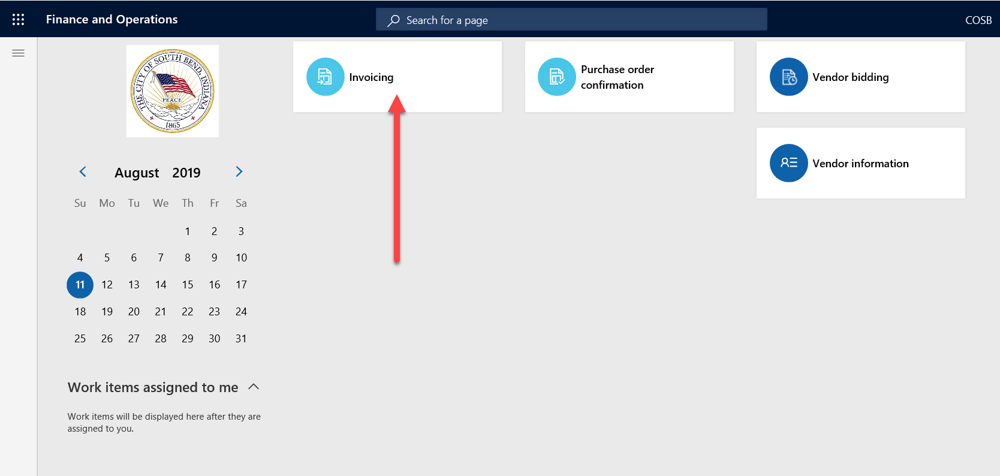 Finance and Operations
Search for a page
COSB
THE CITY OF SOUTH BEND, INDIANA
PEACE
1865
Invoicing
Purchase order
confirmation
Vendor bidding
Vendor information
August 2019
Su Mo Tu We Th Fr Sa
1 2 3
4 5 6 7 8 9 10
11 12 13 14 15 16 17
18 19 20 21 22 23 24
25 26 27 28 29 30 31
Work items assigned to me
Work items will be displayed here after they are
assigned to you.